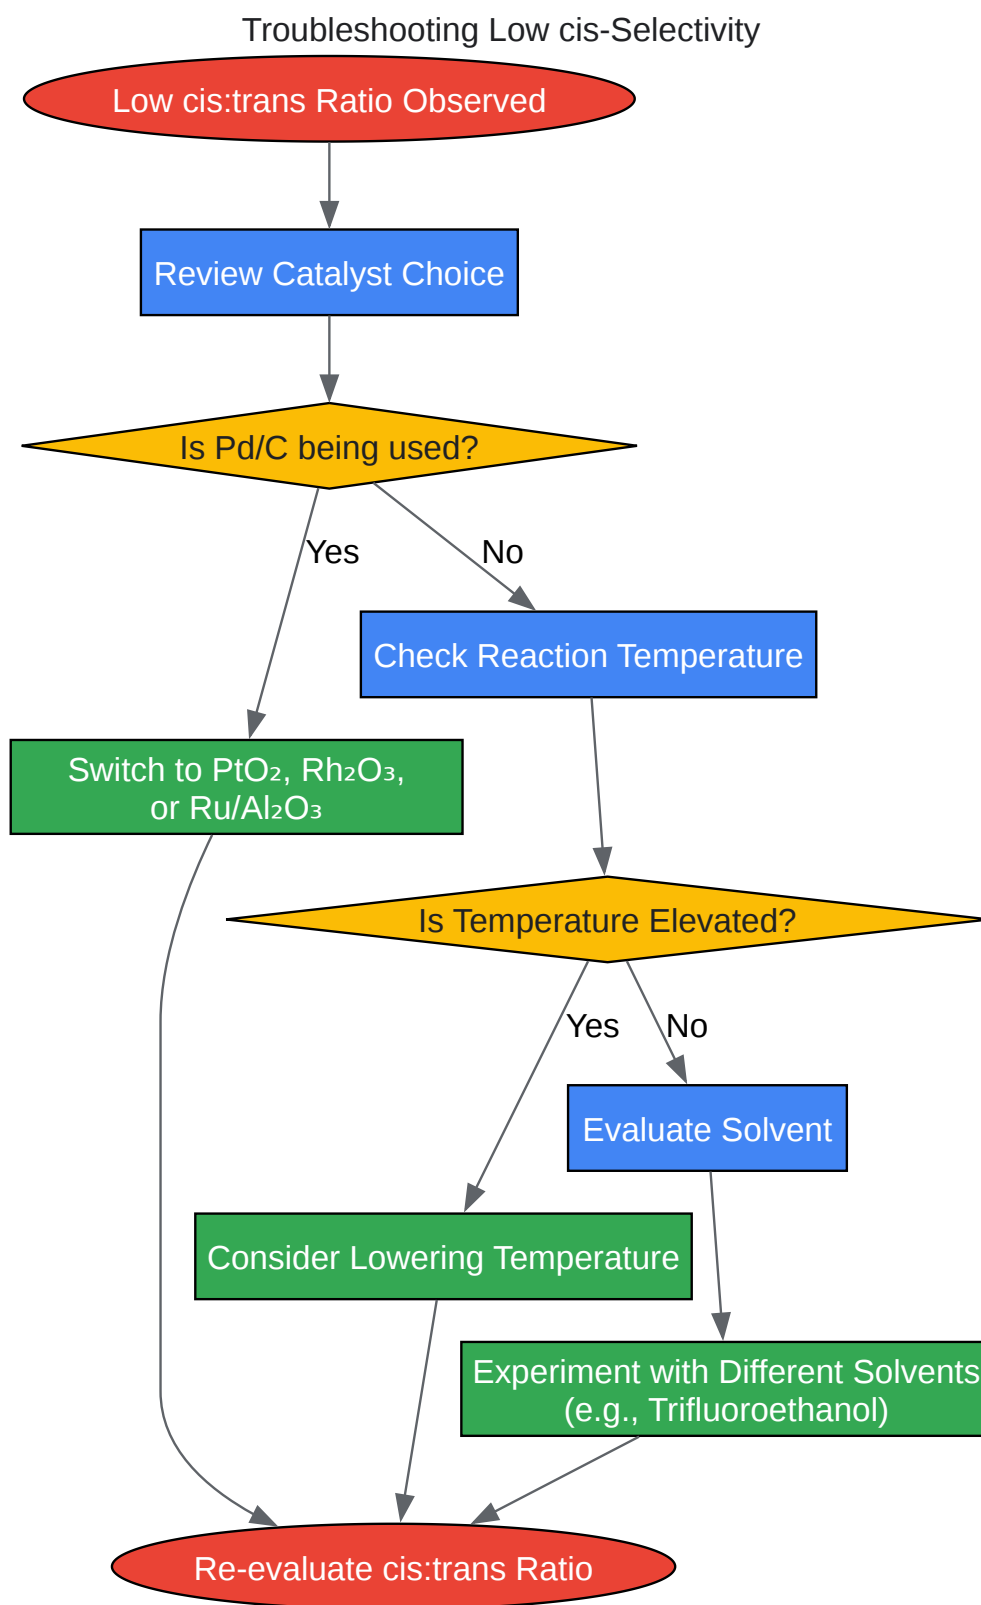 Troubleshooting Low cis-Selectivity
Low cis:trans Ratio Observed
Review Catalyst Choice
Is Pd/C being used?
Yes
No
Check Reaction Temperature
Switch to PtO₂, Rh₂O₃,
or Ru/Al₂O₃
Is Temperature Elevated?
Yes
No
Evaluate Solvent
Consider Lowering Temperature
Experiment with Different Solvents
(e.g., Trifluoroethanol)
Re-evaluate cis:trans Ratio